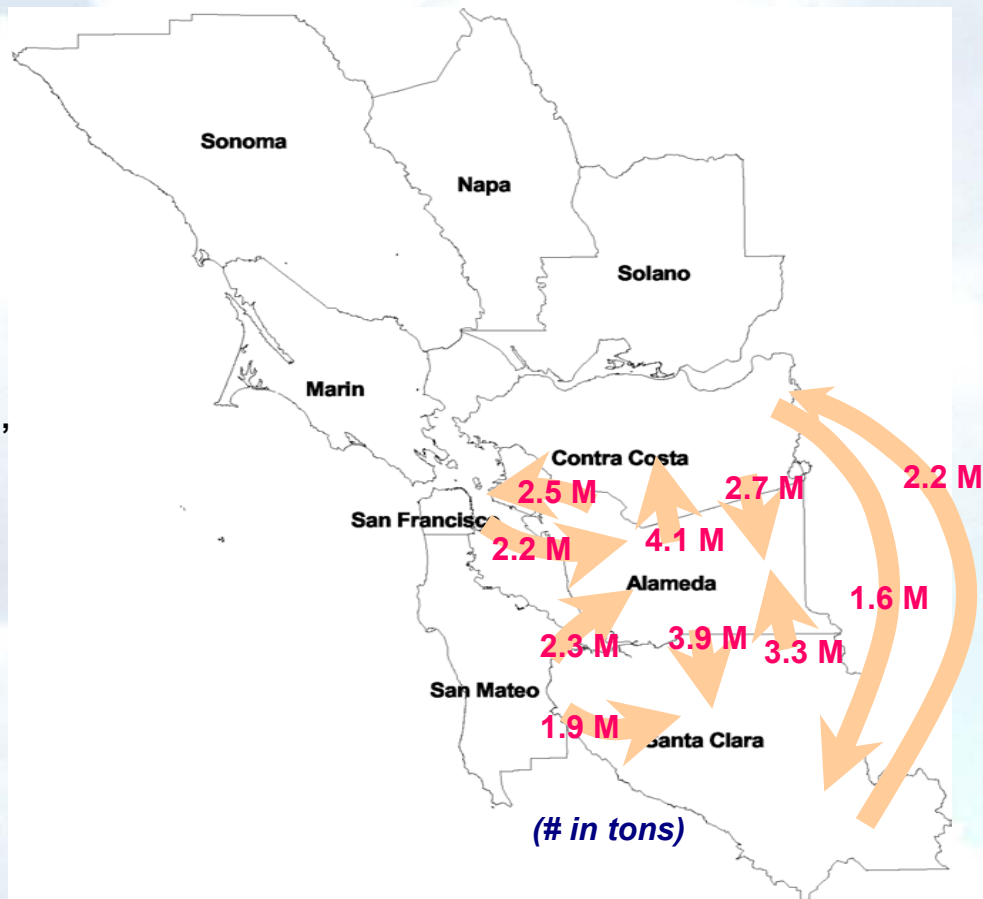 Sonoma
Napa
Solano
Marin
,
Contra Costa
2.2 M
2.5 M
2.7 M
San Francisco
2.2 M
4.1 M
Alameda
1.6 M
2.3 M
3.9 M
3.3 M
San Mateo
1.9 M
Santa Clara
(# in tons)